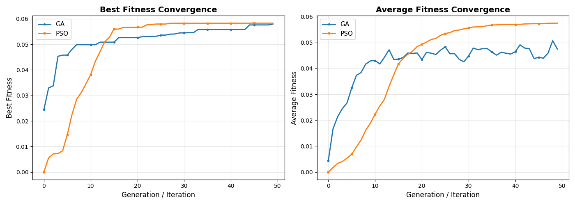 Best Fitness Convergence
GA
PSO
Best Fitness
0.06
0.05
0.04
0.03
0.02
0.01
0.00
0
10
20
30
40
50
Generation / Iteration
Average Fitness Convergence
GA
PSO
Average Fitness
0.06
0.05
0.04
0.03
0.02
0.01
0.00
0
10
20
30
40
50
Generation / Iteration